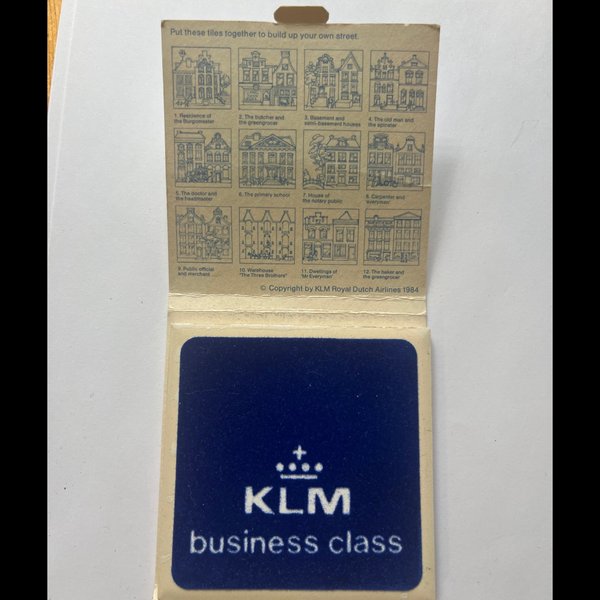 Put these tiles together to build up your own street.
1. Residence of
the Burgomaster
2. The butcher and
the greengrocer
3. Basement and
semi-basement houses
4. The old man and
the spinster
5. The doctor and
the headmaster
6. The primary school
7. House of
the notary public
8. Carpenter and
'everyman'
9. Public official
and merchant
10. Warehouse
"The Three Brothers"
11. Dwellings of
'Mr Everyman'
12. The baker and
the greengrocer
© Copyright by KLM Royal Dutch Airlines 1984
KLM
business class